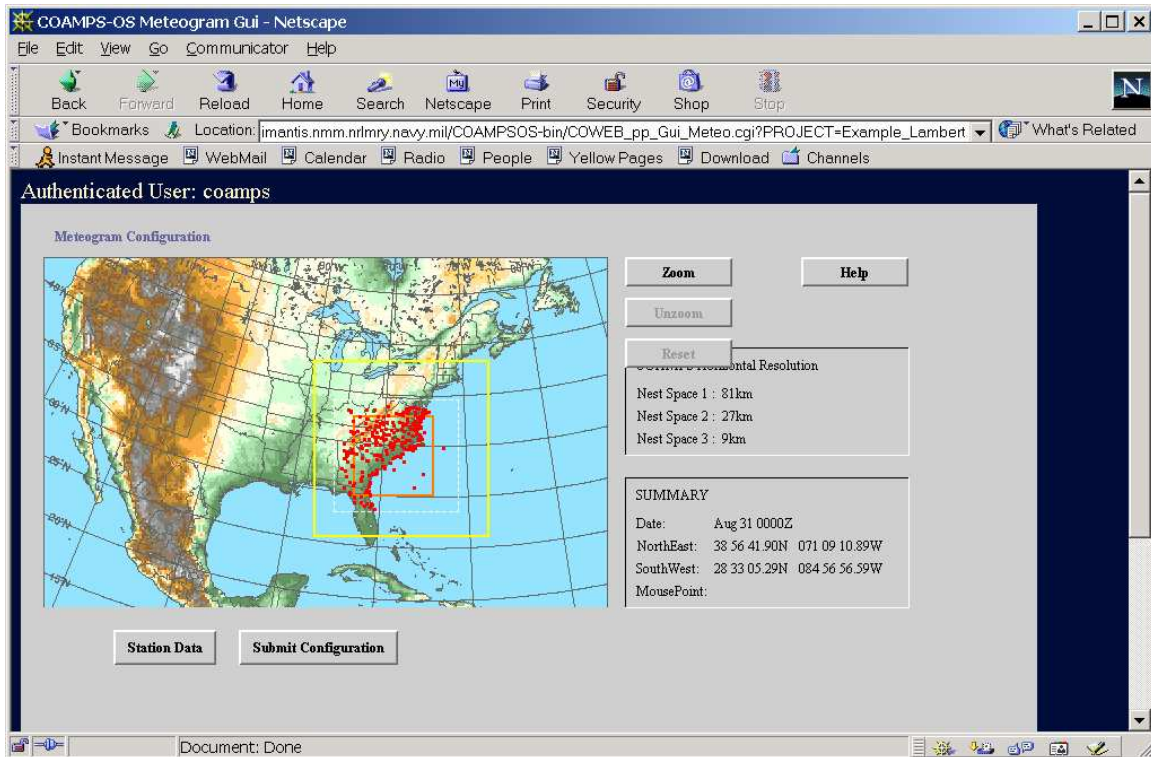 COAMPS-OS Meteogram Gui - Netscape
File Edit View Go Communicator Help
Back Forward Reload Home Search Netscape Print Security Shop Stop
My
N
Bookmarks Location: imantis.nmm.nrlmry.navy.mil/COAMPSOS-bin/COWEB_pp_Gui_Meteo.cgi?PROJECT=Example_Lambert What's Related
Instant Message WebMail Calendar Radio People Yellow Pages Download Channels
Authenticated User: coamps
Meteogram Configuration
Zoom Help
Unzoom
Reset
Horizontal Resolution
Nest Space 1 : 81km
Nest Space 2 : 27km
Nest Space 3 : 9km
SUMMARY
Date: Aug 31 0000Z
NorthEast: 38 56 41.90N 071 09 10.89W
SouthWest: 28 33 05.29N 084 56 56.59W
MousePoint:
Station Data Submit Configuration
Document: Done